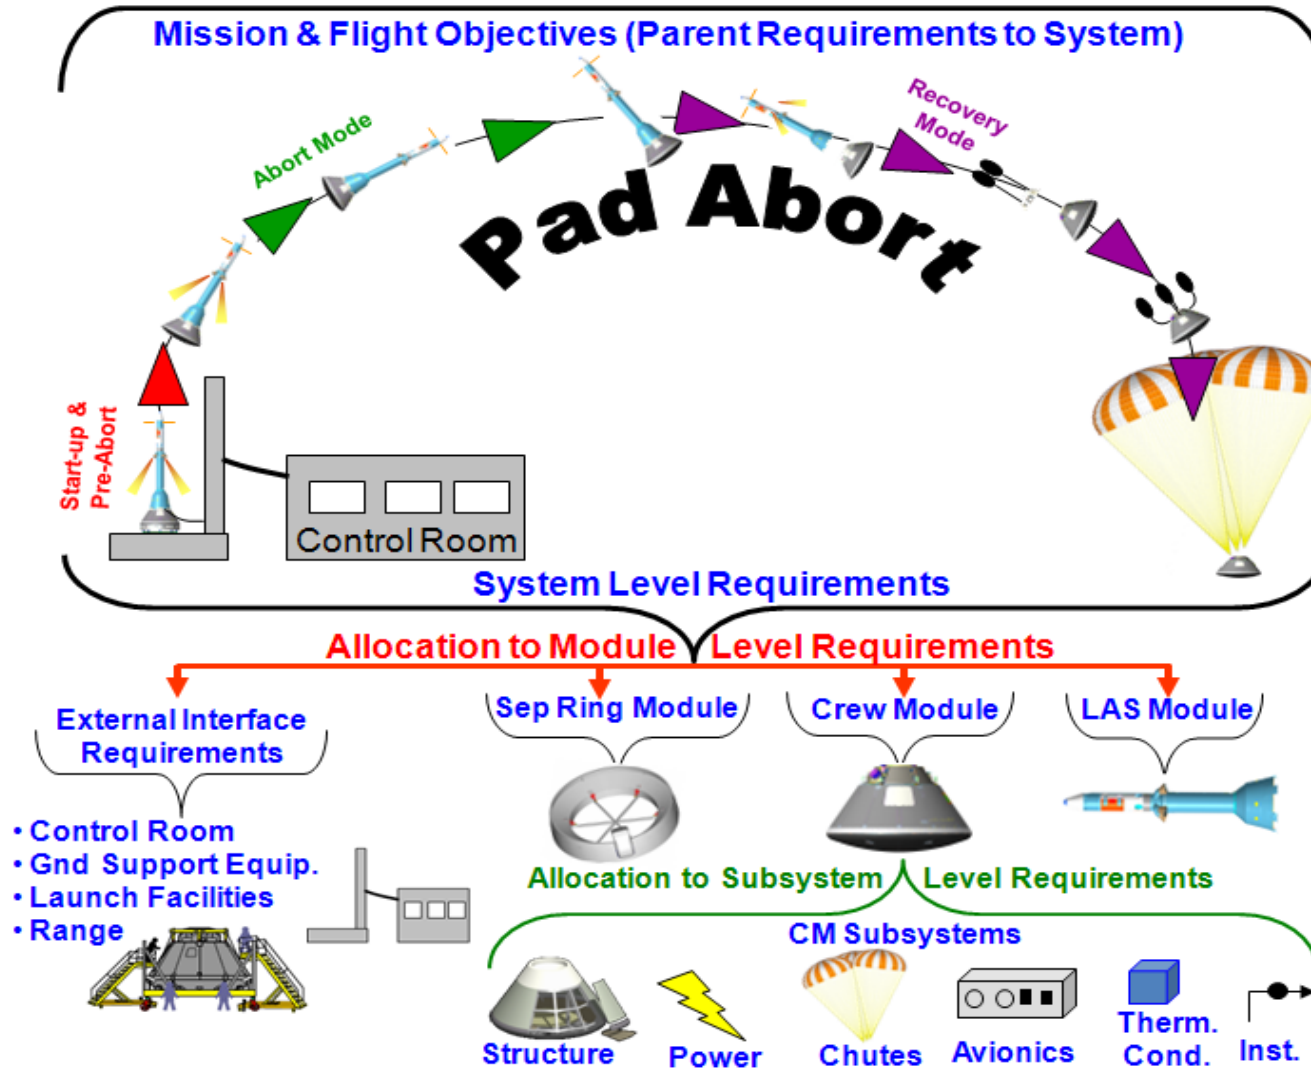 Mission & Flight Objectives (Parent Requirements to System)
Recovery
Mode
Abort Mode
Pad Abort
Start-up &
Pre-Abort
Control Room
System Level Requirements
Allocation to Module Level Requirements
External Interface
Requirements
Sep Ring Module
Crew Module
LAS Module
• Control Room
• Gnd Support Equip.
• Launch Facilities
• Range
Allocation to Subsystem Level Requirements
CM Subsystems
Structure
Power
Chutes
Avionics
Therm.
Cond.
Inst.